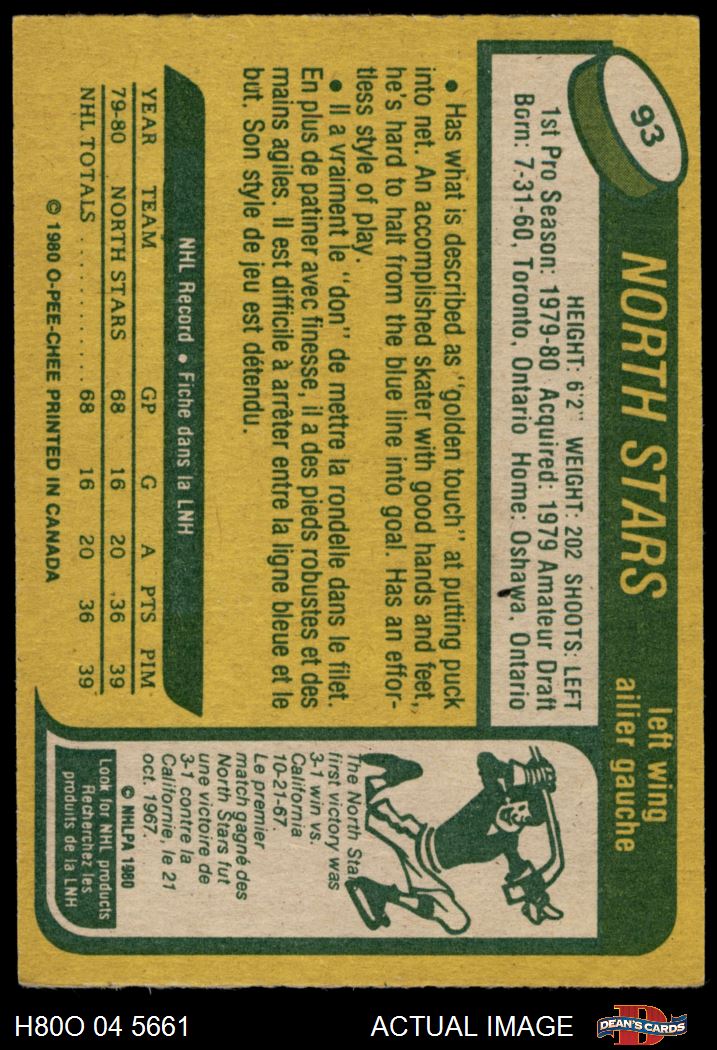 93
NORTH STARS
left wing
ailier gauche
HEIGHT: 6'2" WEIGHT: 202 SHOOTS: LEFT
1st Pro Season: 1979-80 Acquired: 1979 Amateur Draft
Born: 7-31-60, Toronto, Ontario Home: Oshawa, Ontario
• Has what is described as "golden touch" at putting puck
into net. An accomplished skater with good hands and feet,
he's hard to halt from the blue line into goal. Has an effor-
tless style of play.
• Il a vraiment le "don" de mettre la rondelle dans le filet.
En plus de patiner avec finesse, il a des pieds robustes et des
mains agiles. Il est difficile à arrêter entre la ligne bleue et le
but. Son style de jeu est détendu.
NHL Record • Fiche dans la LNH
YEAR TEAM GP G A PTS PIM
79-80 NORTH STARS 68 16 20 36 39
NHL TOTALS .......... 68 16 20 36 39
© 1980 O-PEE-CHEE PRINTED IN CANADA
The North Stars
first victory was
3-1 win vs.
California
10-21-67.
Le premier
match gagné des
North Stars fut
une victoire de
3-1 contre la
Californie, le 21
oct. 1967.
© NHLPA 1980
Look for NHL products
Recherchez les
produits de la LNH
H80O 04 5661
ACTUAL IMAGE
D
DEAN'S CARDS